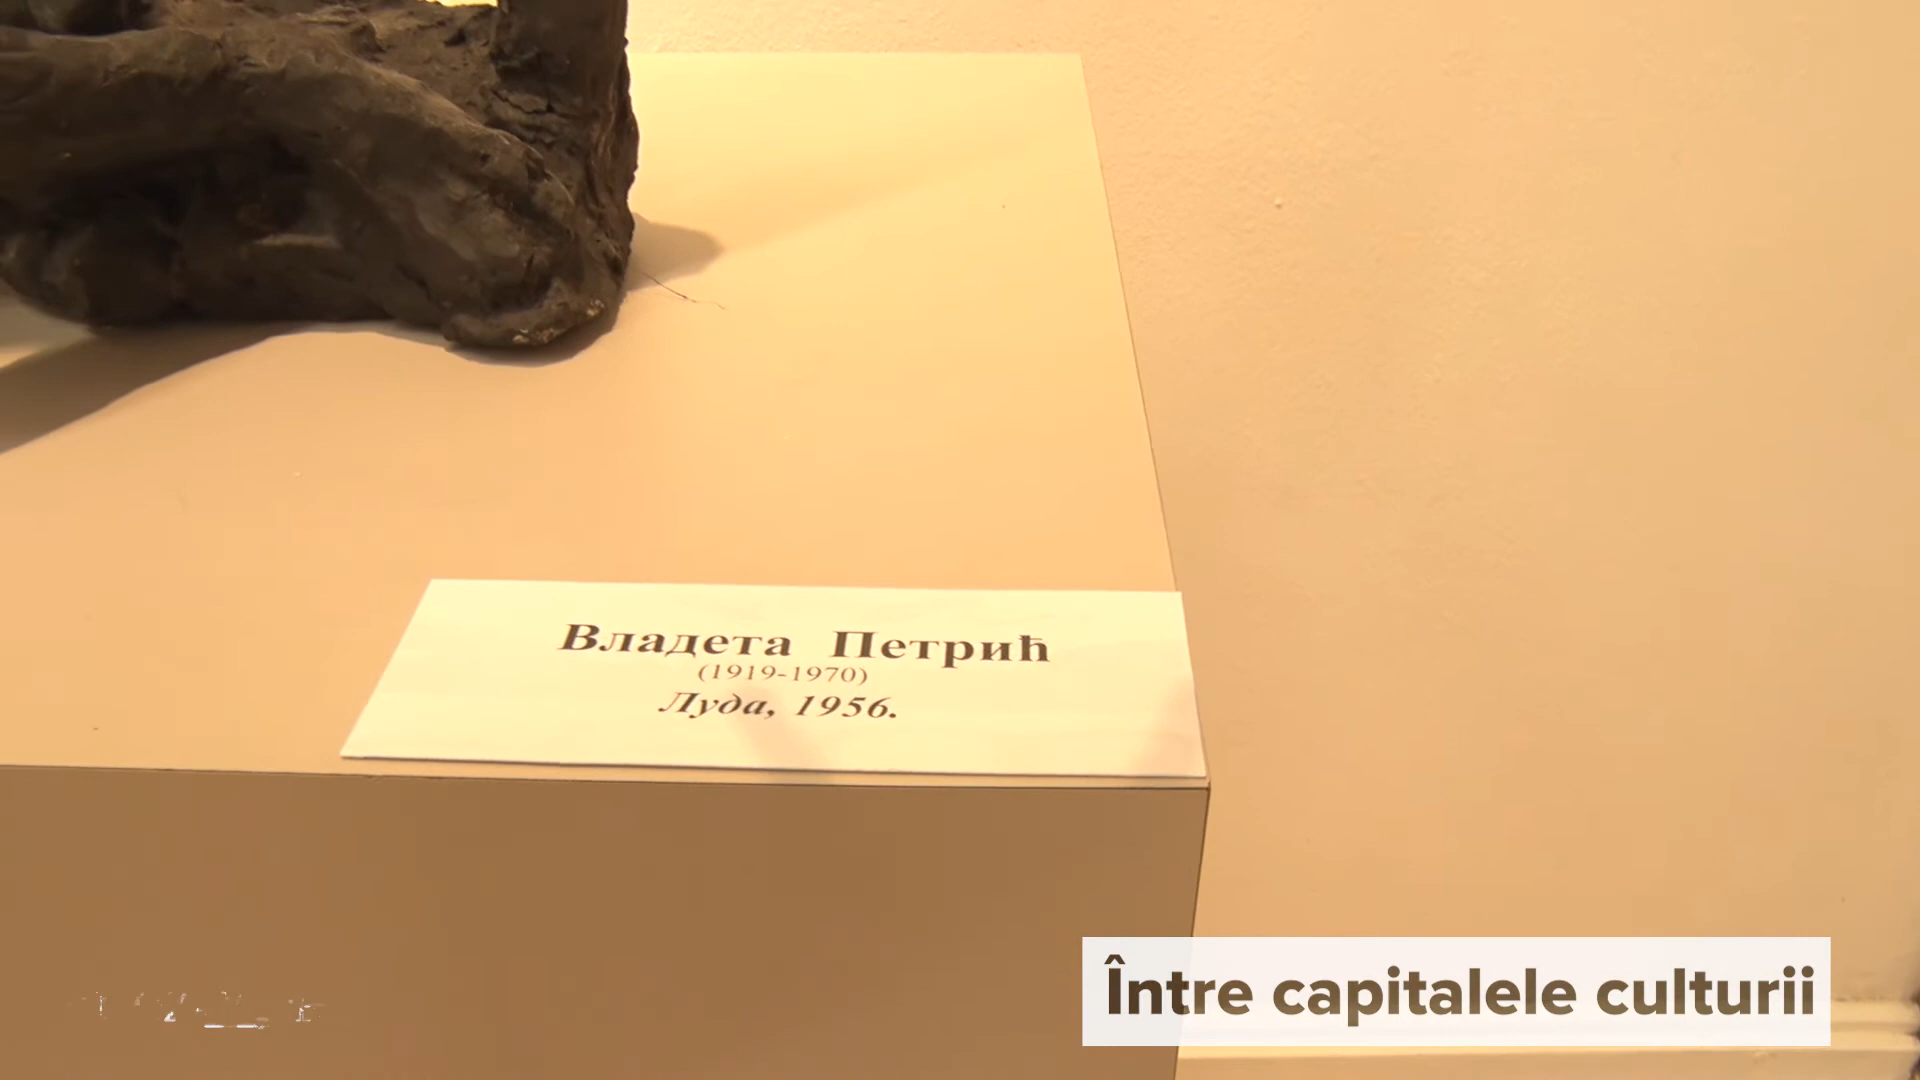 Владета Петрић
(1919-1970)
Луда, 1956.
Între capitalele culturii